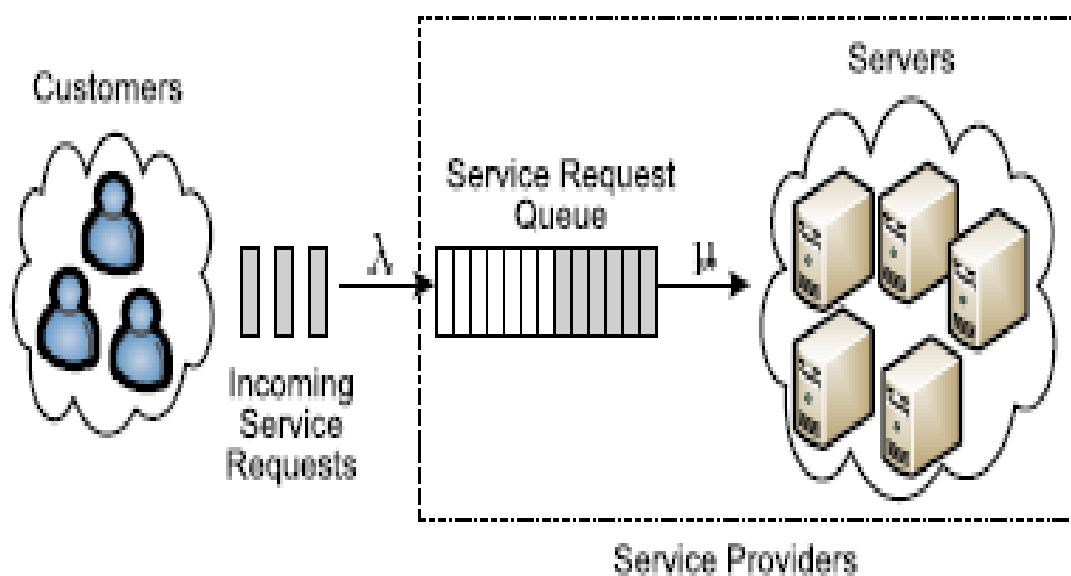 Customers
Incoming
Service
Requests
λ
Service Request
Queue
μ
Servers
Service Providers